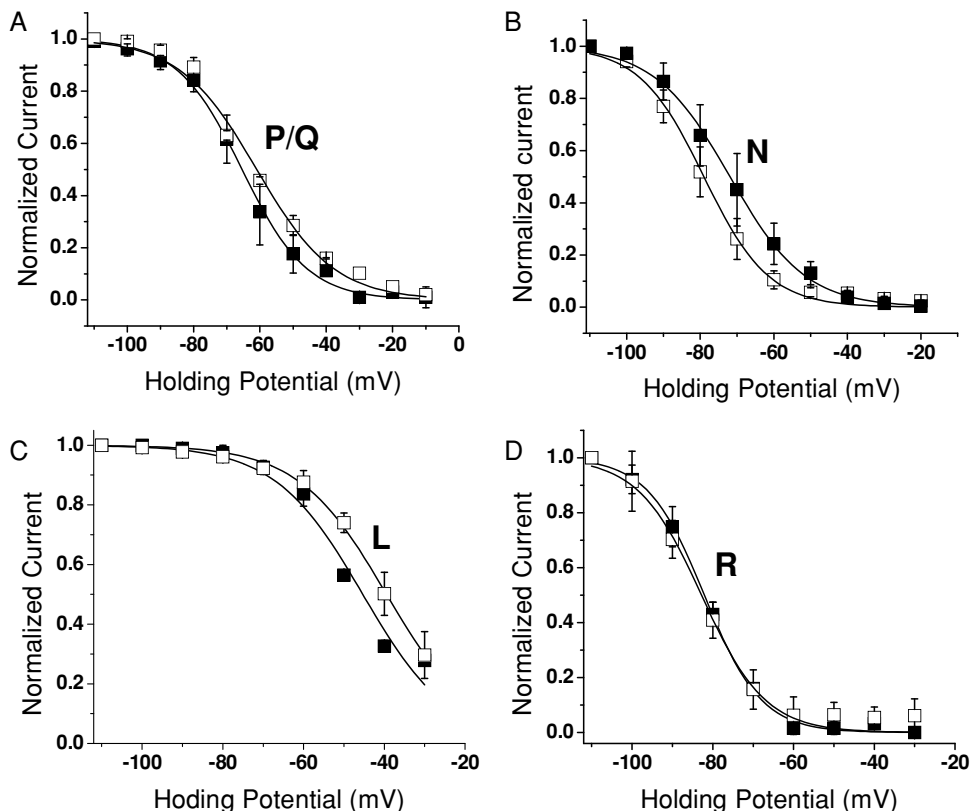 A
Normalized Current
1.0
0.8
0.6
0.4
0.2
0.0
P/Q
-100 -80 -60 -40 -20 0
Holding Potential (mV)
B
Normalized current
1.0
0.8
0.6
0.4
0.2
0.0
N
-100 -80 -60 -40 -20
Holding Potential (mV)
C
Normalized Current
1.0
0.8
0.6
0.4
0.2
0.0
L
-100 -80 -60 -40 -20
Hoding Potential (mV)
D
Normalized Current
1.0
0.8
0.6
0.4
0.2
0.0
R
-100 -80 -60 -40 -20
Holding Potential (mV)